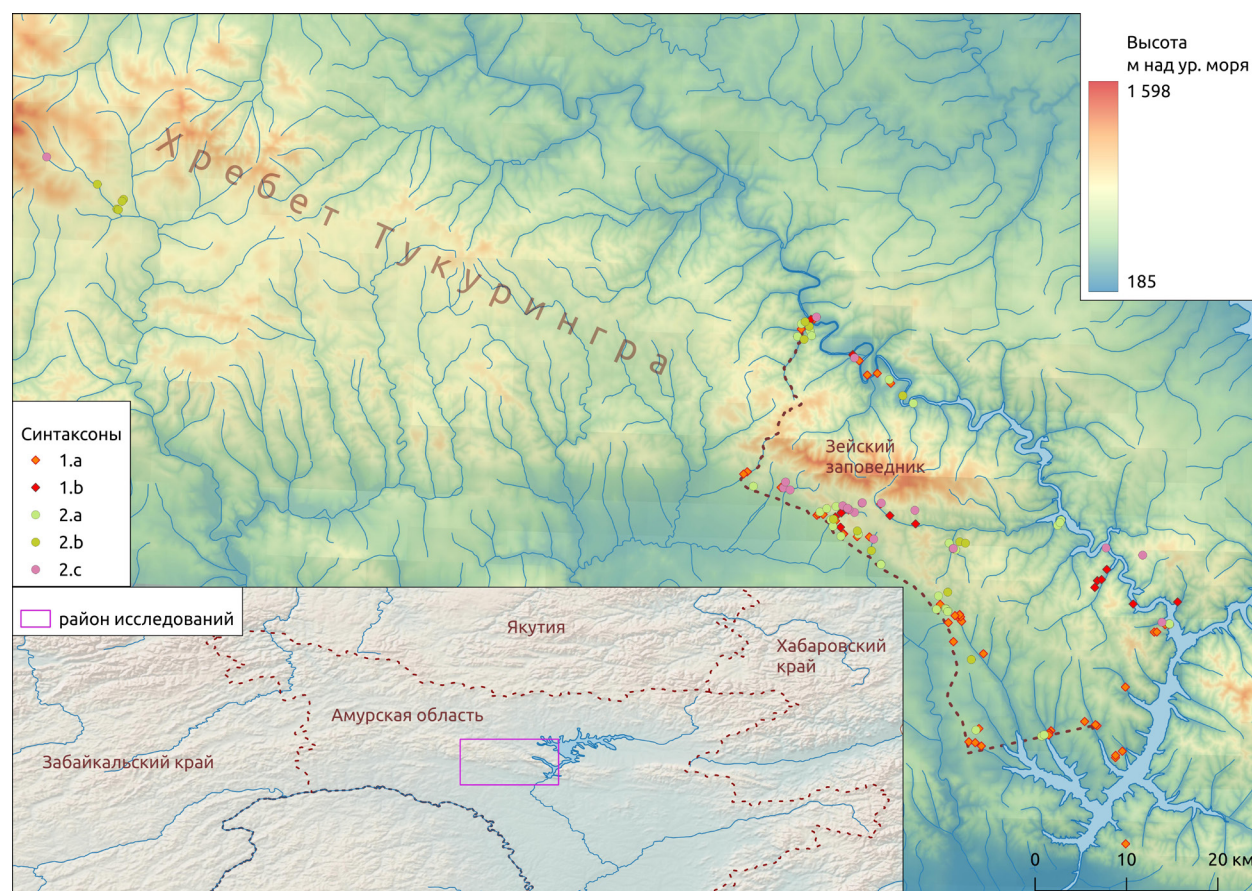 Высота
м над ур. моря
1 598
185
Хребет Тукурингра
Зейский
заповедник
Синтаксоны
1.a
1.b
2.a
2.b
2.c
район исследований
Якутия
Хабаровский
край
Амурская область
Забайкальский край
0 10 20 км